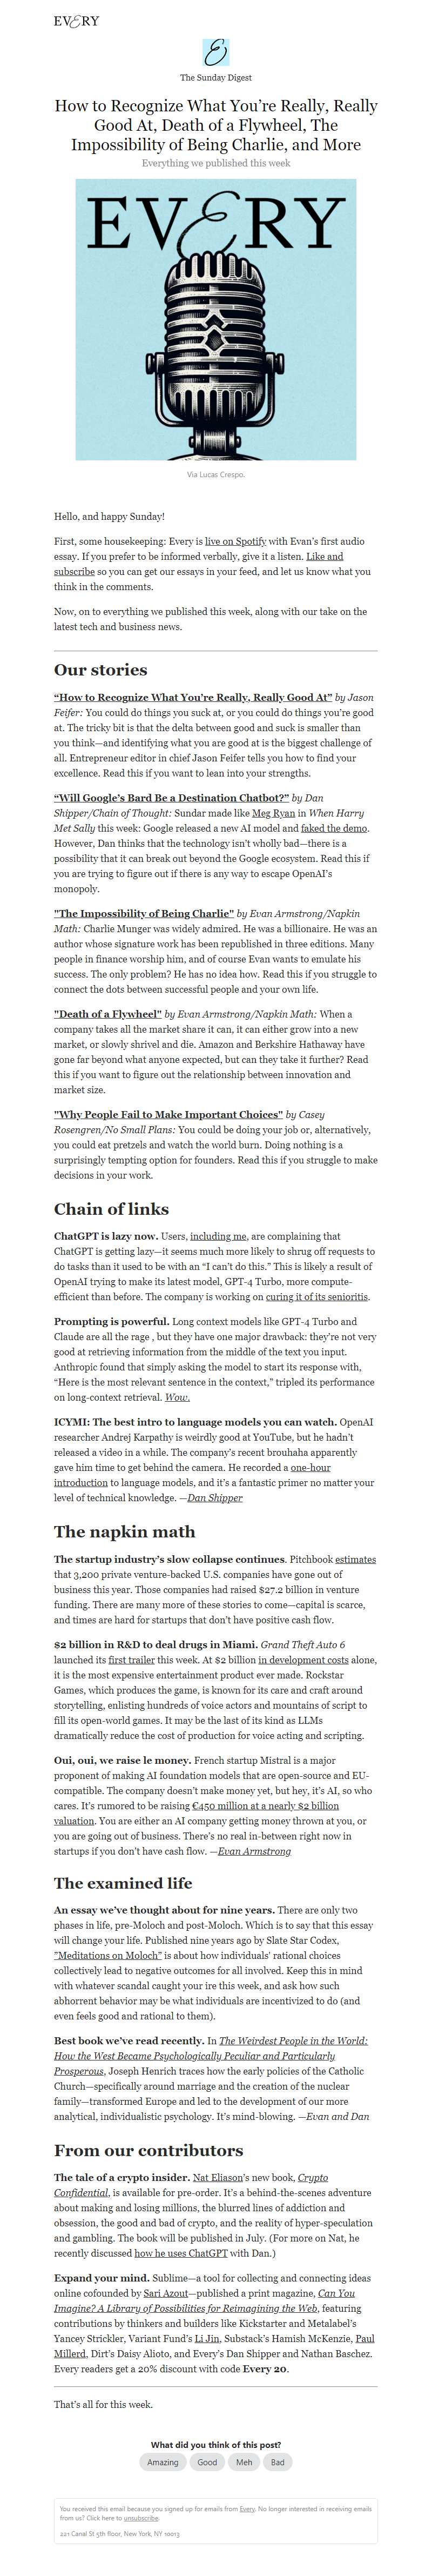 EVERY
E
The Sunday Digest
How to Recognize What You’re Really, Really
Good At, Death of a Flywheel, The
Impossibility of Being Charlie, and More
Everything we published this week
EVERY
Via Lucas Crespo.
Hello, and happy Sunday!
First, some housekeeping: Every is live on Spotify with Evan’s first audio
essay. If you prefer to be informed verbally, give it a listen. Like and
subscribe so you can get our essays in your feed, and let us know what you
think in the comments.
Now, on to everything we published this week, along with our take on the
latest tech and business news.
Our stories
“How to Recognize What You’re Really, Really Good At” by Jason
Feifer: You could do things you suck at, or you could do things you’re good
at. The tricky bit is that the delta between good and suck is smaller than
you think—and identifying what you are good at is the biggest challenge of
all. Entrepreneur editor in chief Jason Feifer tells you how to find your
excellence. Read this if you want to lean into your strengths.
“Will Google’s Bard Be a Destination Chatbot?” by Dan
Shipper/Chain of Thought: Sundar made like Meg Ryan in When Harry
Met Sally this week: Google released a new AI model and faked the demo.
However, Dan thinks that the technology isn’t wholly bad—there is a
possibility that it can break out beyond the Google ecosystem. Read this if
you are trying to figure out if there is any way to escape OpenAI’s
monopoly.
"The Impossibility of Being Charlie" by Evan Armstrong/Napkin
Math: Charlie Munger was widely admired. He was a billionaire. He was an
author whose signature work has been republished in three editions. Many
people in finance worship him, and of course Evan wants to emulate his
success. The only problem? He has no idea how. Read this if you struggle to
connect the dots between successful people and your own life.
"Death of a Flywheel" by Evan Armstrong/Napkin Math: When a
company takes all the market share it can, it can either grow into a new
market, or slowly shrivel and die. Amazon and Berkshire Hathaway have
gone far beyond what anyone expected, but can they take it further? Read
this if you want to figure out the relationship between innovation and
market size.
"Why People Fail to Make Important Choices" by Casey
Rosengren/No Small Plans: You could be doing your job or, alternatively,
you could eat pretzels and watch the world burn. Doing nothing is a
surprisingly tempting option for founders. Read this if you struggle to make
decisions in your work.
Chain of links
ChatGPT is lazy now. Users, including me, are complaining that
ChatGPT is getting lazy—it seems much more likely to shrug off requests to
do tasks than it used to be with an “I can’t do this.” This is likely a result of
OpenAI trying to make its latest model, GPT-4 Turbo, more compute-
efficient than before. The company is working on curing it of its senioritis.
Prompting is powerful. Long context models like GPT-4 Turbo and
Claude are all the rage , but they have one major drawback: they're not very
good at retrieving information from the middle of the text you input.
Anthropic found that simply asking the model to start its response with,
“Here is the most relevant sentence in the context,” tripled its performance
on long-context retrieval. Wow.
ICYMI: The best intro to language models you can watch. OpenAI
researcher Andrej Karpathy is weirdly good at YouTube, but he hadn’t
released a video in a while. The company’s recent brouhaha apparently
gave him time to get behind the camera. He recorded a one-hour
introduction to language models, and it’s a fantastic primer no matter your
level of technical knowledge. —Dan Shipper
The napkin math
The startup industry’s slow collapse continues. Pitchbook estimates
that 3,200 private venture-backed U.S. companies have gone out of
business this year. Those companies had raised $27.2 billion in venture
funding. There are many more of these stories to come—capital is scarce,
and times are hard for startups that don’t have positive cash flow.
$2 billion in R&D to deal drugs in Miami. Grand Theft Auto 6
launched its first trailer this week. At $2 billion in development costs alone,
it is the most expensive entertainment product ever made. Rockstar
Games, which produces the game, is known for its care and craft around
storytelling, enlisting hundreds of voice actors and mountains of script to
fill its open-world games. It may be the last of its kind as LLMs
dramatically reduce the cost of production for voice acting and scripting.
Oui, oui, we raise le money. French startup Mistral is a major
proponent of making AI foundation models that are open-source and EU-
compatible. The company doesn’t make money yet, but hey, it’s AI, so who
cares. It’s rumored to be raising €450 million at a nearly $2 billion
valuation. You are either an AI company getting money thrown at you, or
you are going out of business. There’s no real in-between right now in
startups if you don’t have cash flow. —Evan Armstrong
The examined life
An essay we’ve thought about for nine years. There are only two
phases in life, pre-Moloch and post-Moloch. Which is to say that this essay
will change your life. Published nine years ago by Slate Star Codex,
"Meditations on Moloch" is about how individuals' rational choices
collectively lead to negative outcomes for all involved. Keep this in mind
with whatever scandal caught your ire this week, and ask how such
abhorrent behavior may be what individuals are incentivized to do (and
even feels good and rational to them).
Best book we’ve read recently. In The Weirdest People in the World:
How the West Became Psychologically Peculiar and Particularly
Prosperous, Joseph Henrich traces how the early policies of the Catholic
Church—specifically around marriage and the creation of the nuclear
family—transformed Europe and led to the development of our more
analytical, individualistic psychology. It’s mind-blowing. —Evan and Dan
From our contributors
The tale of a crypto insider. Nat Eliason’s new book, Crypto
Confidential, is available for pre-order. It’s a behind-the-scenes adventure
about making and losing millions, the blurred lines of addiction and
obsession, the good and bad of crypto, and the reality of hyper-speculation
and gambling. The book will be published in July. (For more on Nat, he
recently discussed how he uses ChatGPT with Dan.)
Expand your mind. Sublime—a tool for collecting and connecting ideas
online cofounded by Sari Azout—published a print magazine, Can You
Imagine? A Library of Possibilities for Reimagining the Web, featuring
contributions by thinkers and builders like Kickstarter and Metalabel’s
Yancey Strickler, Variant Fund’s Li Jin, Substack’s Hamish McKenzie, Paul
Millerd, Dirt’s Daisy Alioto, and Every’s Dan Shipper and Nathan Baschez.
Every readers get a 20% discount with code Every 20.
That’s all for this week.
What did you think of this post?
Amazing Good Meh Bad
You received this email because you signed up for emails from Every. No longer interested in receiving emails
from us? Click here to unsubscribe.
221 Canal St 5th floor, New York, NY 10013